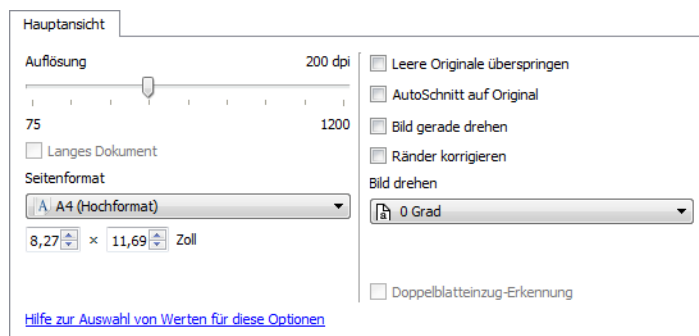 Hauptansicht
Auflösung 200 dpi
75 1200
Langes Dokument
Seitenformat
A A4 (Hochformat)
8,27 × 11,69 Zoll
Hilfe zur Auswahl von Werten für diese Optionen
Leere Originale überspringen
AutoSchnitt auf Original
Bild gerade drehen
Ränder korrigieren
Bild drehen
a 0 Grad
Doppelblatteinzug-Erkennung